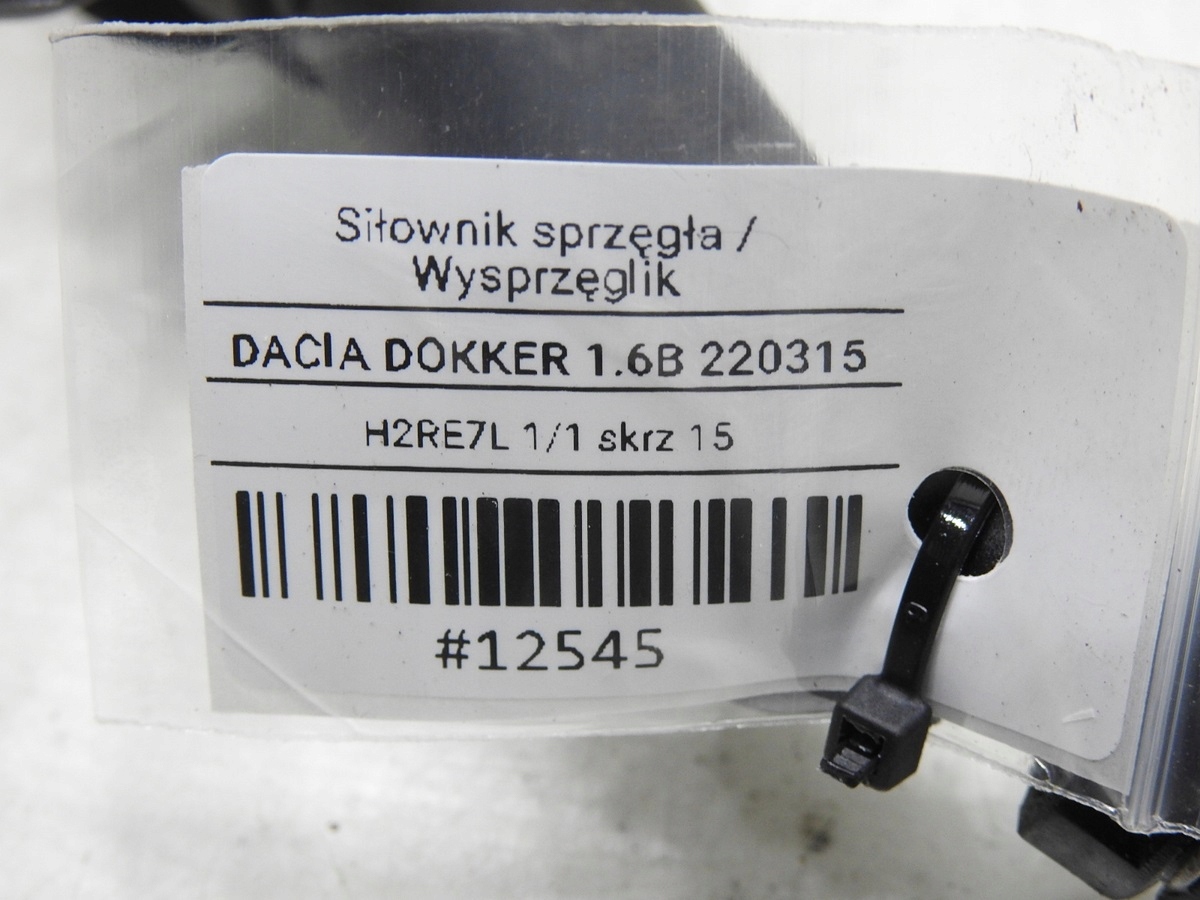 Siłownik sprzęgła /
Wysprzęglik
DACIA DOKKER 1.6B 220315
H2RE7L 1/1 skrz 15
#12545